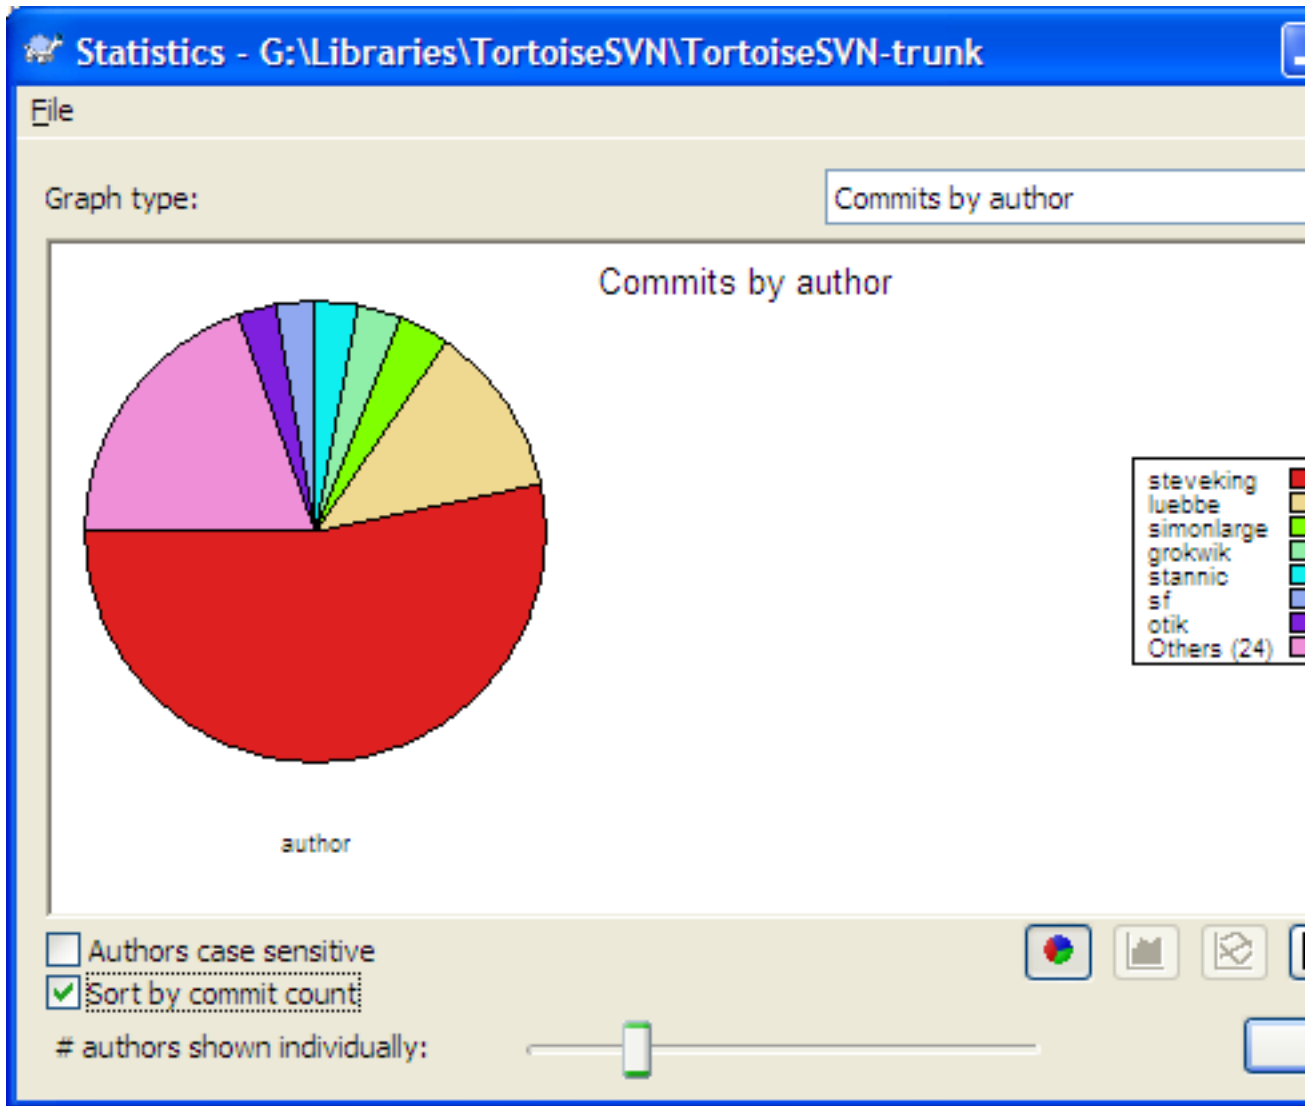 Statistics - G:\Libraries\TortoiseSVN\TortoiseSVN-trunk
File
Graph type:
Commits by author
Commits by author
steveking
luebbe
simonlarge
grokwik
stannic
sf
otik
Others (24)
author
Authors case sensitive
Sort by commit count
# authors shown individually: